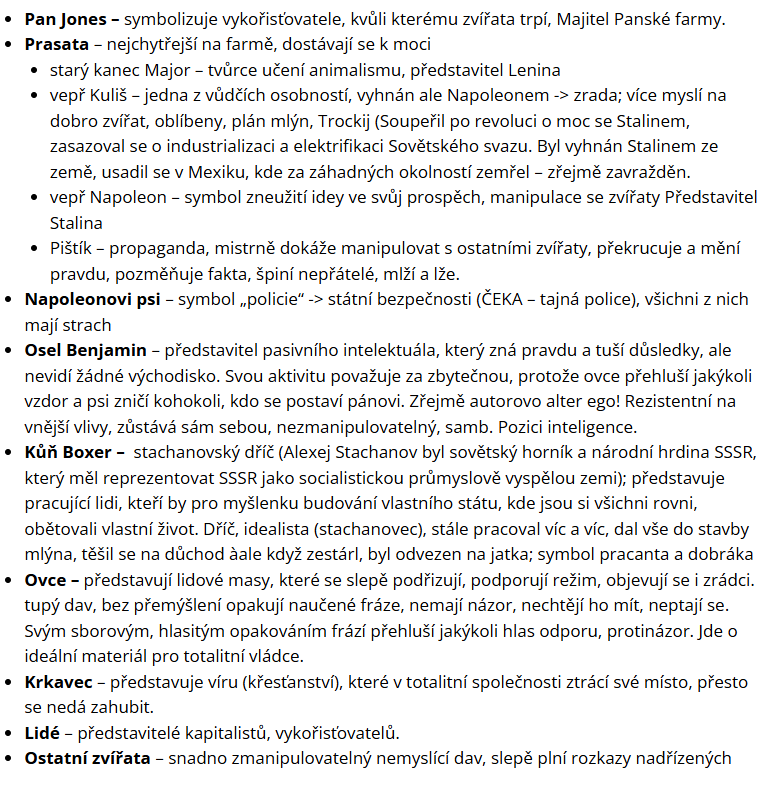 Pan Jones – symbolizuje vykořisťovatele, kvůli kterému zvířata trpí, Majitel Panské farmy.
Prasata – nejchytřejší na farmě, dostávají se k moci
starý kanec Major – tvůrce učení animalismu, představitel Lenina
vepř Kuliš – jedna z vůdčích osobností, vyhnán ale Napoleonem -> zrada; více myslí na
dobro zvířat, oblíbeny, plán mlýn, Trockij (Soupeřil po revoluci o moc se Stalinem,
zasazoval se o industrializaci a elektrifikaci Sovětského svazu. Byl vyhnán Stalinem ze
země, usadil se v Mexiku, kde za záhadných okolností zemřel – zřejmě zavražděn.
vepř Napoleon – symbol zneužití idey ve svůj prospěch, manipulace se zvířaty Představitel
Stalina
Pištík – propaganda, mistrně dokáže manipulovat s ostatními zvířaty, překrucuje a mění
pravdu, pozměňuje fakta, špiní nepřátelé, mlží a lže.
Napoleonovi psi – symbol „policie“ -> státní bezpečnosti (ČEKA – tajná police), všichni z nich
mají strach
Osel Benjamin – představitel pasivního intelektuála, který zná pravdu a tuší důsledky, ale
nevidí žádné východisko. Svou aktivitu považuje za zbytečnou, protože ovce přehluší jakýkoli
vzdor a psi zničí kohokoli, kdo se postaví pánovi. Zřejmě autorovo alter ego! Rezistentní na
vnější vlivy, zůstává sám sebou, nezmanipulovatelný, samb. Pozici inteligence.
Kůň Boxer –  stachanovský dříč (Alexej Stachanov byl sovětský horník a národní hrdina SSSR,
který měl reprezentovat SSSR jako socialistickou průmyslově vyspělou zemi); představuje
pracující lidi, kteří by pro myšlenku budování vlastního státu, kde jsou si všichni rovni,
obětovali vlastní život. Dříč, idealista (stachanovec), stále pracoval víc a víc, dal vše do stavby
mlýna, těšil se na důchod àale když zestárl, byl odvezen na jatka; symbol pracanta a dobráka
Ovce – představují lidové masy, které se slepě podřizují, podporují režim, objevují se i zrádci.
tupý dav, bez přemýšlení opakují naučené fráze, nemají názor, nechtějí ho mít, neptají se.
Svým sborovým, hlasitým opakováním frází přehluší jakýkoli hlas odporu, protinázor. Jde o
ideální materiál pro totalitní vládce.
Krkavec – představuje víru (křesťanství), které v totalitní společnosti ztrácí své místo, přesto
se nedá zahubit.
Lidé – představitelé kapitalistů, vykořisťovatelů.
Ostatní zvířata – snadno zmanipulovatelný nemyslící dav, slepě plní rozkazy nadřízených